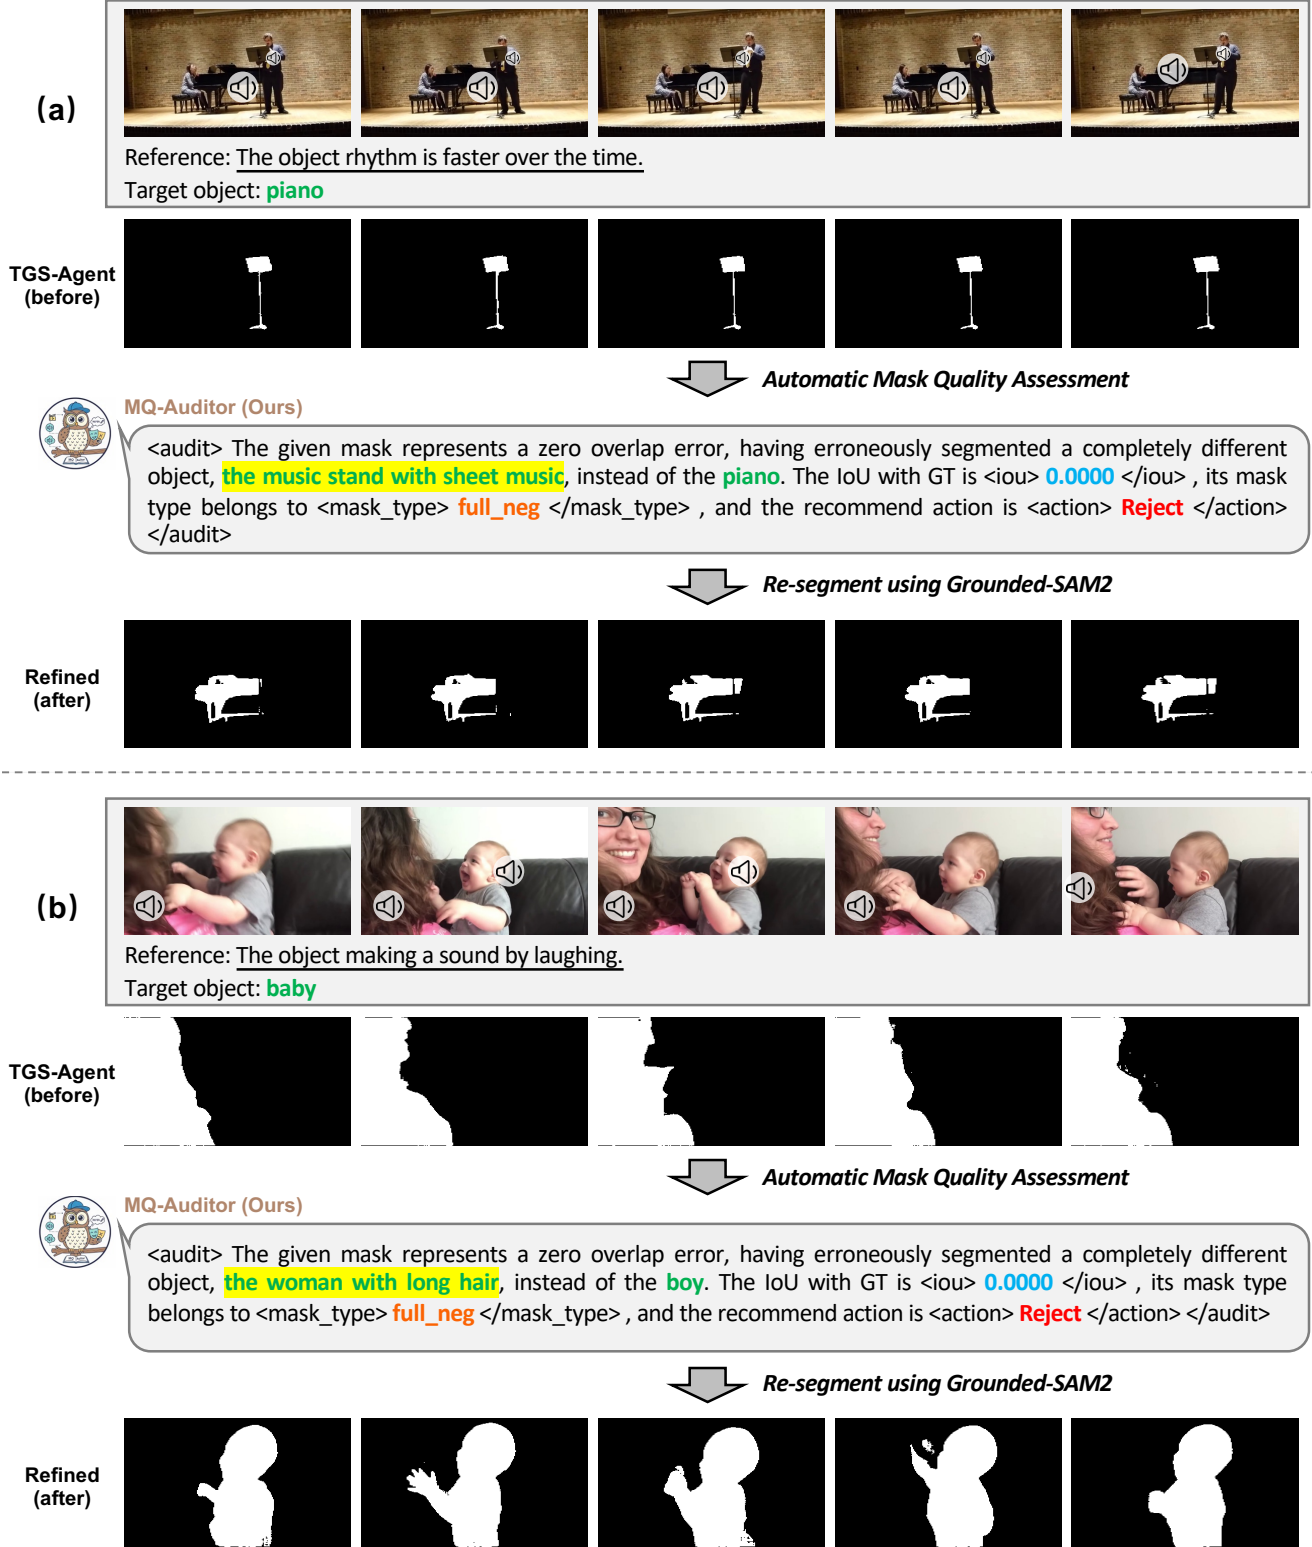 (a)
Reference: The object rhythm is faster over the time.
Target object: piano
TGS-Agent
(before)
Automatic Mask Quality Assessment
MQ-Auditor (Ours)
<audit> The given mask represents a zero overlap error, having erroneously segmented a completely different
object, the music stand with sheet music, instead of the piano. The IoU with GT is <iou> 0.0000 </iou> , its mask
type belongs to <mask_type> full_neg </mask_type> , and the recommend action is <action> Reject </action>
</audit>
Re-segment using Grounded-SAM2
Refined
(after)
(b)
Reference: The object making a sound by laughing.
Target object: baby
TGS-Agent
(before)
Automatic Mask Quality Assessment
MQ-Auditor (Ours)
<audit> The given mask represents a zero overlap error, having erroneously segmented a completely different
object, the woman with long hair, instead of the boy. The IoU with GT is <iou> 0.0000 </iou> , its mask type
belongs to <mask_type> full_neg </mask_type> , and the recommend action is <action> Reject </action> </audit>
Re-segment using Grounded-SAM2
Refined
(after)